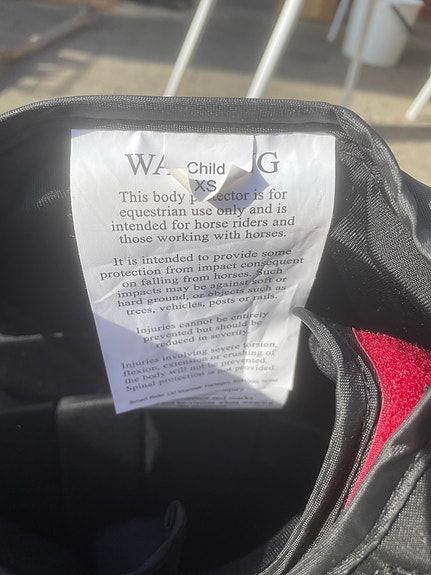 WA NG
Child
XS
This body p tector is for
equestrian use only and is
intended for horse riders and
those working with horses.
It is intended to provide some
protection from impact consequent
on falling from horses. Such
impacts may be against soft or
hard ground, or objects such as
trees, vehicles, posts or rails.
Injuries cannot be entirely
prevented but should be
reduced in severity.
Injuries involving severe torsion,
flexion, extension or crushing of
the body will not be prevented.
Spinal protection is not provided.